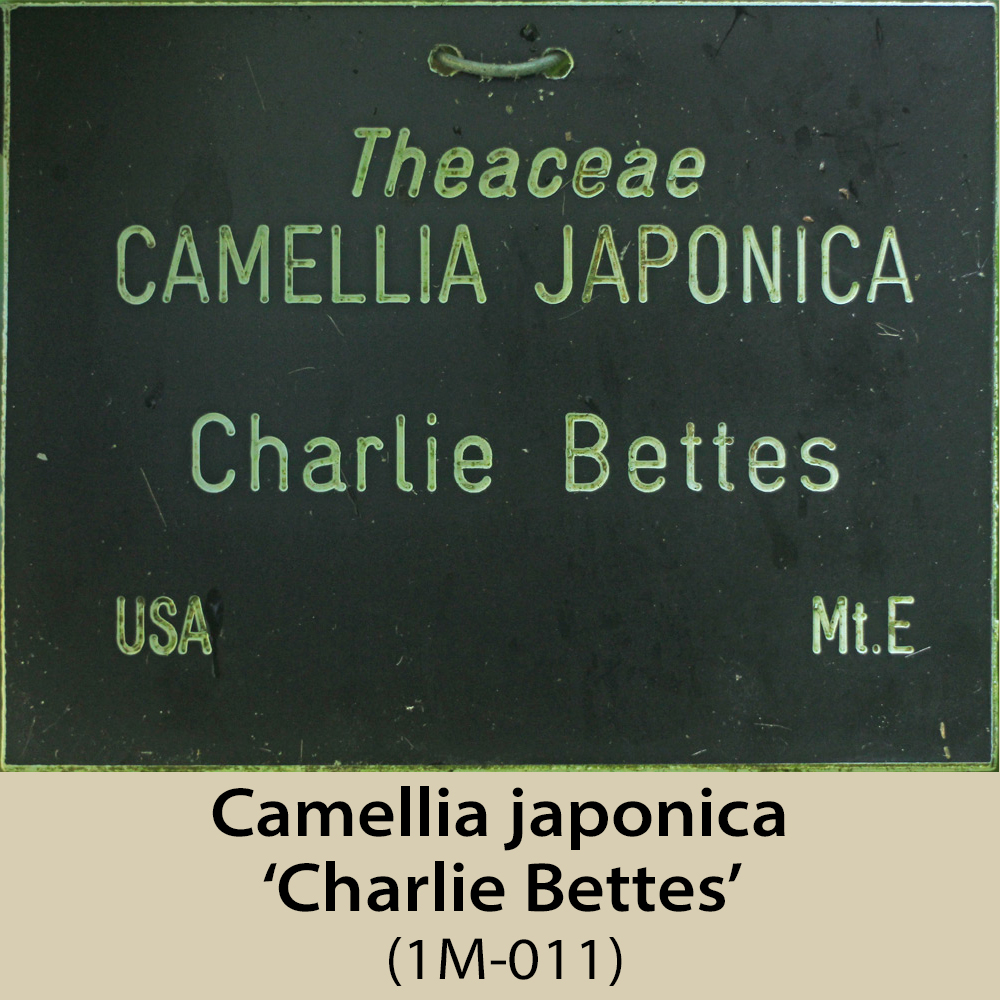 Theaceae
CAMELLIA JAPONICA
Charlie Bettes
USA Mt.E
Camellia japonica
‘Charlie Bettes’
(1M-011)